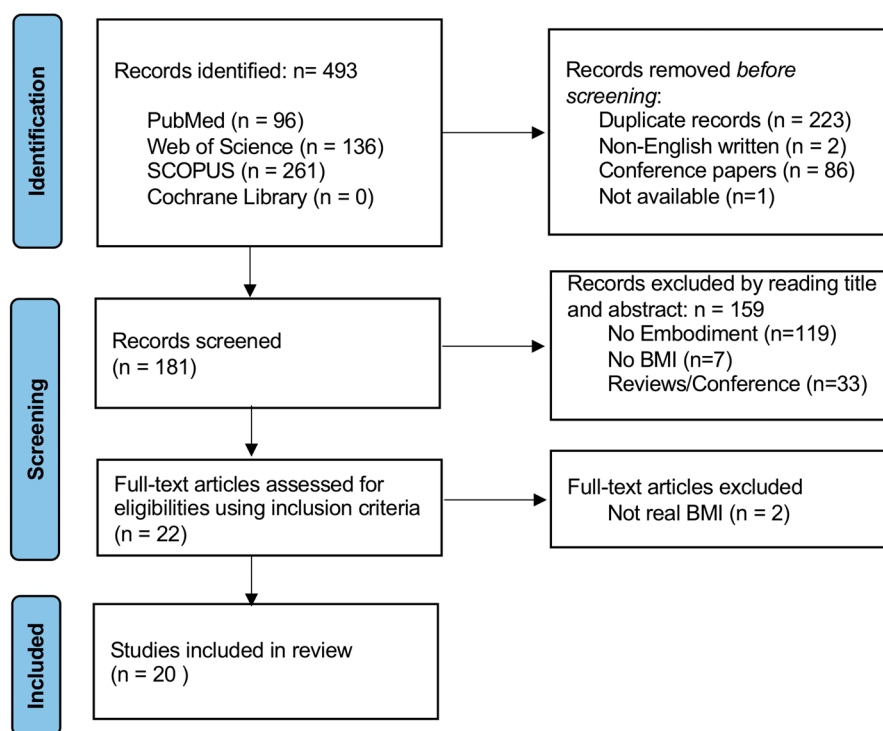 Identification
Records identified: n= 493
PubMed (n = 96)
Web of Science (n = 136)
SCOPUS (n = 261)
Cochrane Library (n = 0)
Records removed before
screening:
Duplicate records (n = 223)
Non-English written (n = 2)
Conference papers (n = 86)
Not available (n=1)
Screening
Records screened
(n = 181)
Records excluded by reading title
and abstract: n = 159
No Embodiment (n=119)
No BMI (n=7)
Reviews/Conference (n=33)
Full-text articles assessed for
eligibilities using inclusion criteria
(n = 22)
Full-text articles excluded
Not real BMI (n = 2)
Included
Studies included in review
(n = 20 )